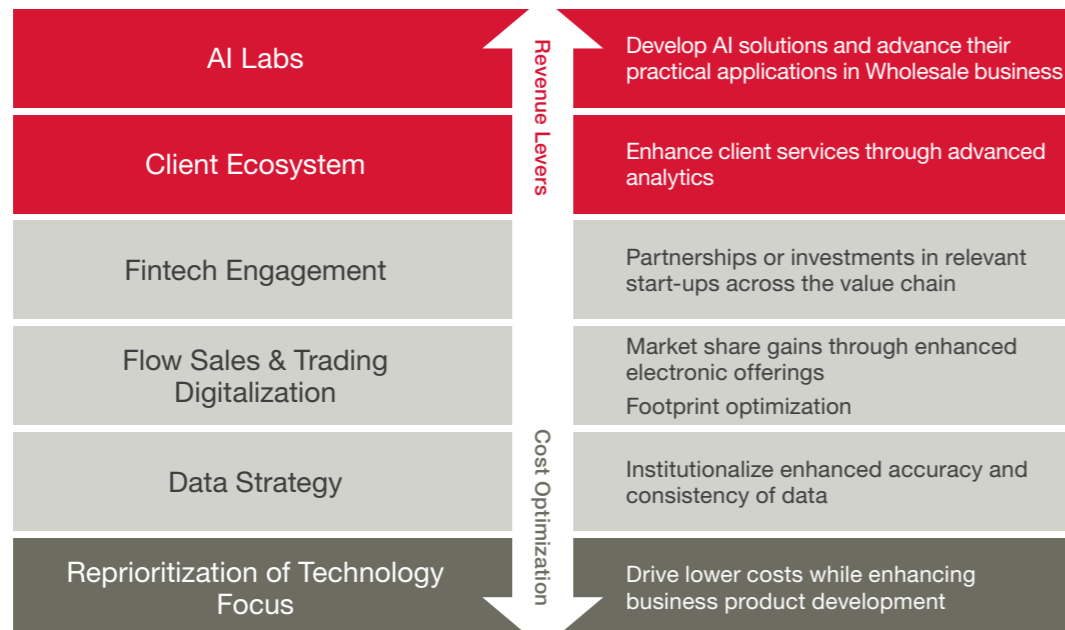 AI Labs
Revenue Levers
Develop AI solutions and advance their
practical applications in Wholesale business
Client Ecosystem
Enhance client services through advanced
analytics
Fintech Engagement
Partnerships or investments in relevant
start-ups across the value chain
Flow Sales & Trading
Digitalization
Market share gains through enhanced
electronic offerings
Footprint optimization
Data Strategy
Cost Optimization
Institutionalize enhanced accuracy and
consistency of data
Reprioritization of Technology
Focus
Drive lower costs while enhancing
business product development